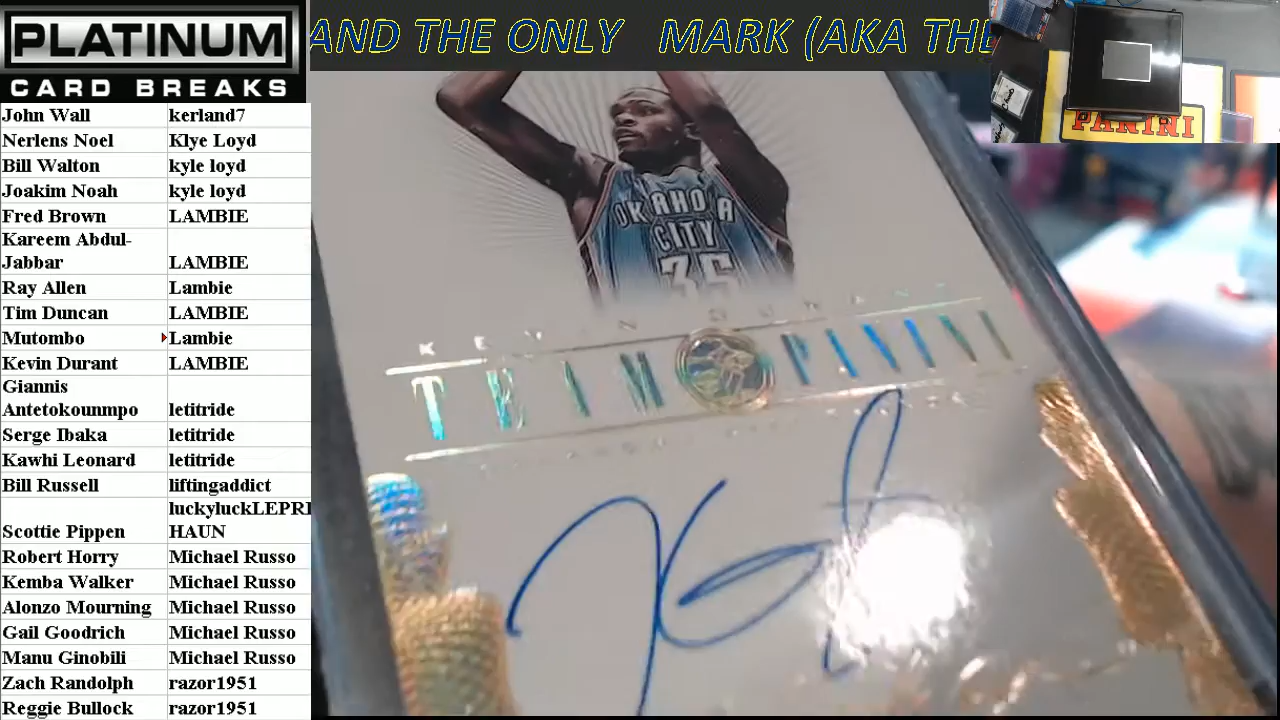 PLATINUM
CARD BREAKS
AND THE ONLY MARK (AKA THE
PANINI
John Wall kerland7
Nerlens Noel Klye Loyd
Bill Walton kyle loyd
Joakim Noah kyle loyd
Fred Brown LAMBIE
Kareem Abdul-
Jabbar LAMBIE
Ray Allen Lambie
Tim Duncan LAMBIE
Mutombo Lambie
Kevin Durant LAMBIE
Giannis
Antetokounmpo letitride
Serge Ibaka letitride
Kawhi Leonard letitride
Bill Russell liftingaddict
luckyluckLEPRE
Scottie Pippen HAUN
Robert Horry Michael Russo
Kemba Walker Michael Russo
Alonzo Mourning Michael Russo
Gail Goodrich Michael Russo
Manu Ginobili Michael Russo
Zach Randolph razor1951
Reggie Bullock razor1951
OKLAHOMA
CITY
35
KEVIN DURANT
TEAM PANINI